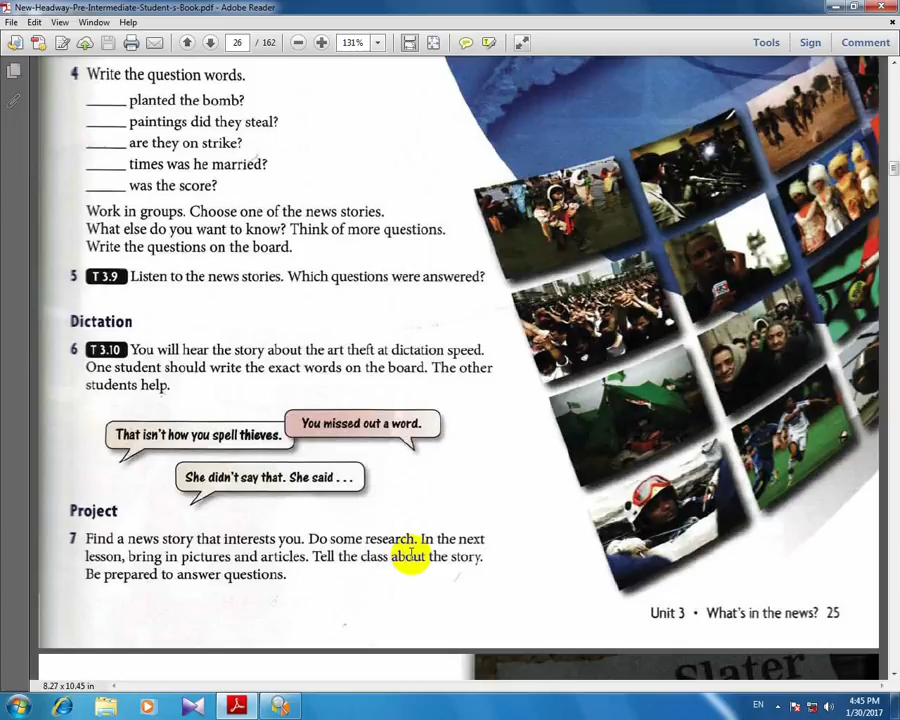 New-Headway-Pre-Intermediate-Student-s-Book.pdf - Adobe Reader
File Edit View Window Help
26 / 162 131% Tools Sign Comment
4 Write the question words.
_____ planted the bomb?
_____ paintings did they steal?
_____ are they on strike?
_____ times was he married?
_____ was the score?
Work in groups. Choose one of the news stories.
What else do you want to know? Think of more questions.
Write the questions on the board.
5 T 3.9 Listen to the news stories. Which questions were answered?
Dictation
6 T 3.10 You will hear the story about the art theft at dictation speed.
One student should write the exact words on the board. The other
students help.
You missed out a word.
That isn't how you spell thieves.
She didn't say that. She said . . .
Project
7 Find a news story that interests you. Do some research. In the next
lesson, bring in pictures and articles. Tell the class about the story.
Be prepared to answer questions.
Unit 3 • What's in the news? 25
Slater
8.27 x 10.45 in
EN 4:45 PM
1/30/2017